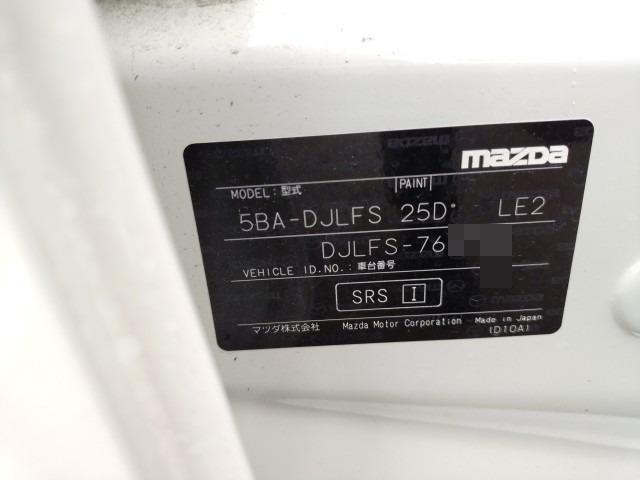 mazda
MODEL: 型式 PAINT
5BA-DJLFS 25D* LE2
DJLFS-76
VEHICLE ID.NO.: 車台番号
SRS I
マツダ株式会社 Mazda Motor Corporation Made in Japan
(D10A)